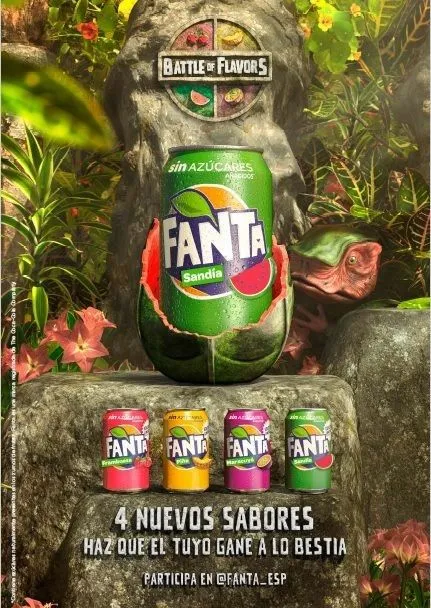 BATTLE OF FLAVORS
sin AZÚCARES
AÑADIDOS*
FANTA
Sandía
sin AZÚCARES
FANTA
Frambuesa
sin AZÚCARES
FANTA
Piña
sin AZÚCARES
FANTA
Maracuyá
sin AZÚCARES
FANTA
Sandía
4 NUEVOS SABORES
HAZ QUE EL TUYO GANE A LO BESTIA
PARTICIPA EN @FANTA_ESP